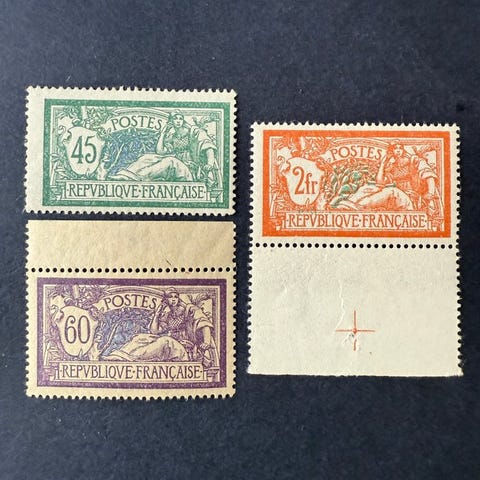 POSTES
45
REPVBLIQVE·FRANÇAISE
POSTES
60
REPVBLIQVE·FRANÇAISE
POSTES
2fr
REPVBLIQVE·FRANÇAISE